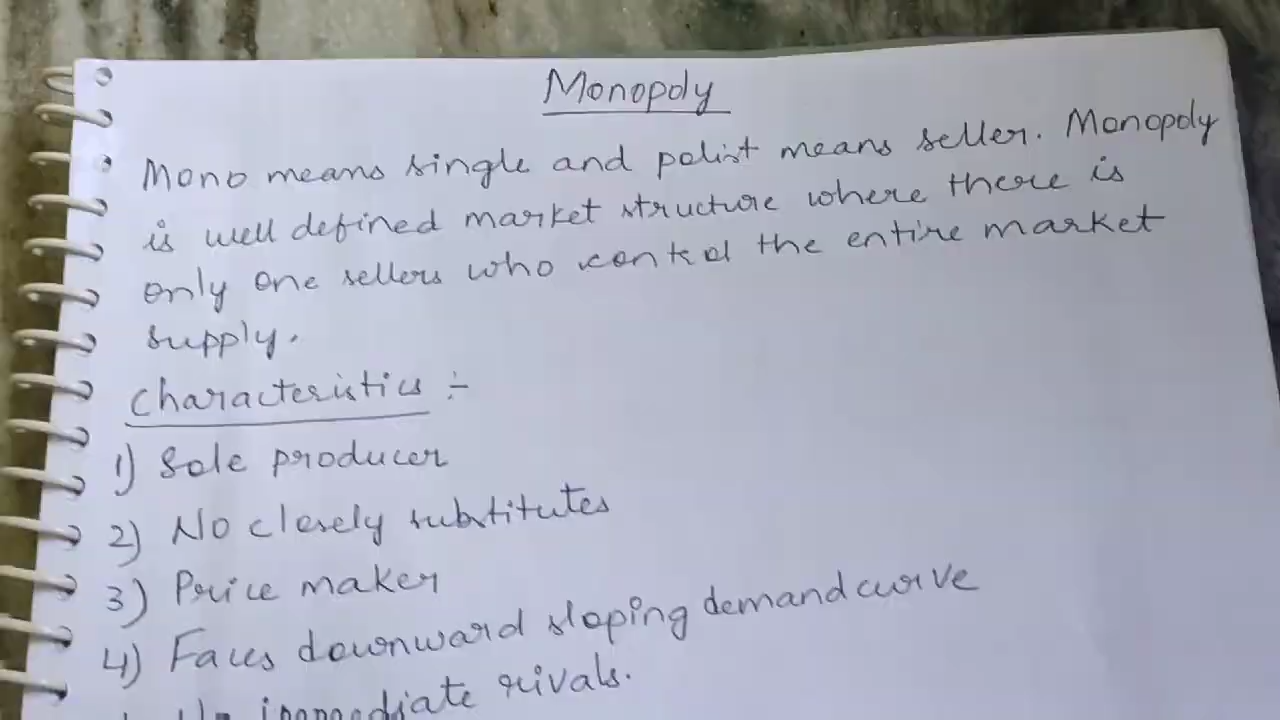 Monopoly
Mono means single and polist means seller. Monopoly
is well defined market structure where there is
only one sellers who control the entire market
supply.
Characteristics :-
1) Sole producer
2) No closely substitutes
3) Price maker
4) Faces downward sloping demand curve
No immediate rivals.